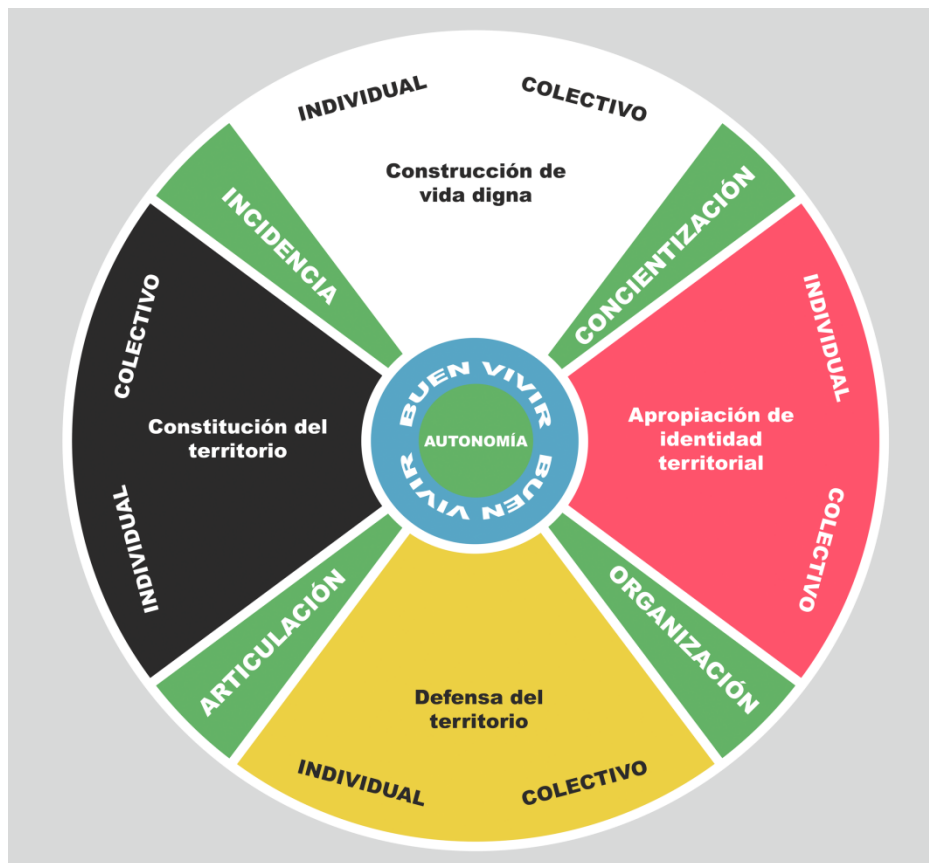 INDIVIDUAL
COLECTIVO
Construcción de
vida digna
INCIDENCIA
CONCIENTIZACIÓN
COLECTIVO
INDIVIDUAL
Constitución del
territorio
INDIVIDUAL
COLECTIVO
Apropiación de
identidad
territorial
BUEN VIVIR
AUTONOMÍA
BUEN VIVIR
ARTICULACIÓN
ORGANIZACIÓN
Defensa del
territorio
INDIVIDUAL
COLECTIVO